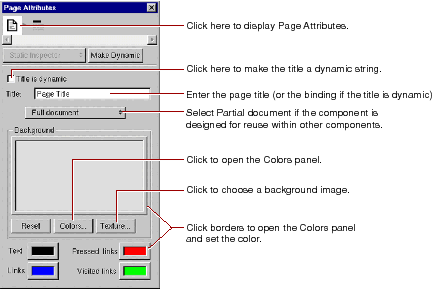 Page Attributes
Click here to display Page Attributes.
Static Inspector
Make Dynamic
Click here to make the title a dynamic string.
Title is dynamic
Title:
Page Title
Enter the page title (or the binding if the title is dynamic)
Full document
Select Partial document if the component is
designed for reuse within other components.
Background
Click to open the Colors panel.
Click to choose a background image.
Reset
Colors...
Texture...
Click borders to open the Colors panel
and set the color.
Text
Pressed links
Links
Visited links